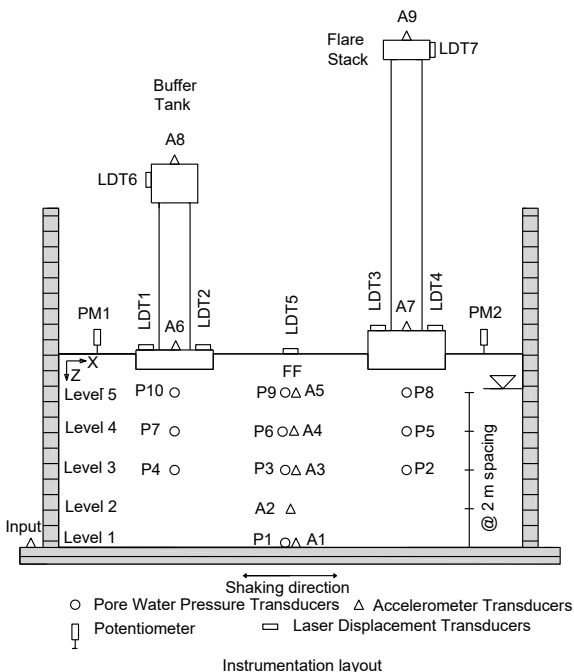 A9
Flare
Stack
LDT7
Buffer
Tank
A8
LDT6
LDT1
LDT2
LDT5
LDT3
LDT4
PM1
A6
A7
PM2
X
Z
FF
Level 5
P10
P9
A5
P8
Level 4
P7
P6
A4
P5
Level 3
P4
P3
A3
P2
Level 2
A2
@ 2 m spacing
Input
Level 1
P1
A1
Shaking direction
Pore Water Pressure Transducers
Accelerometer Transducers
Potentiometer
Laser Displacement Transducers
Instrumentation layout